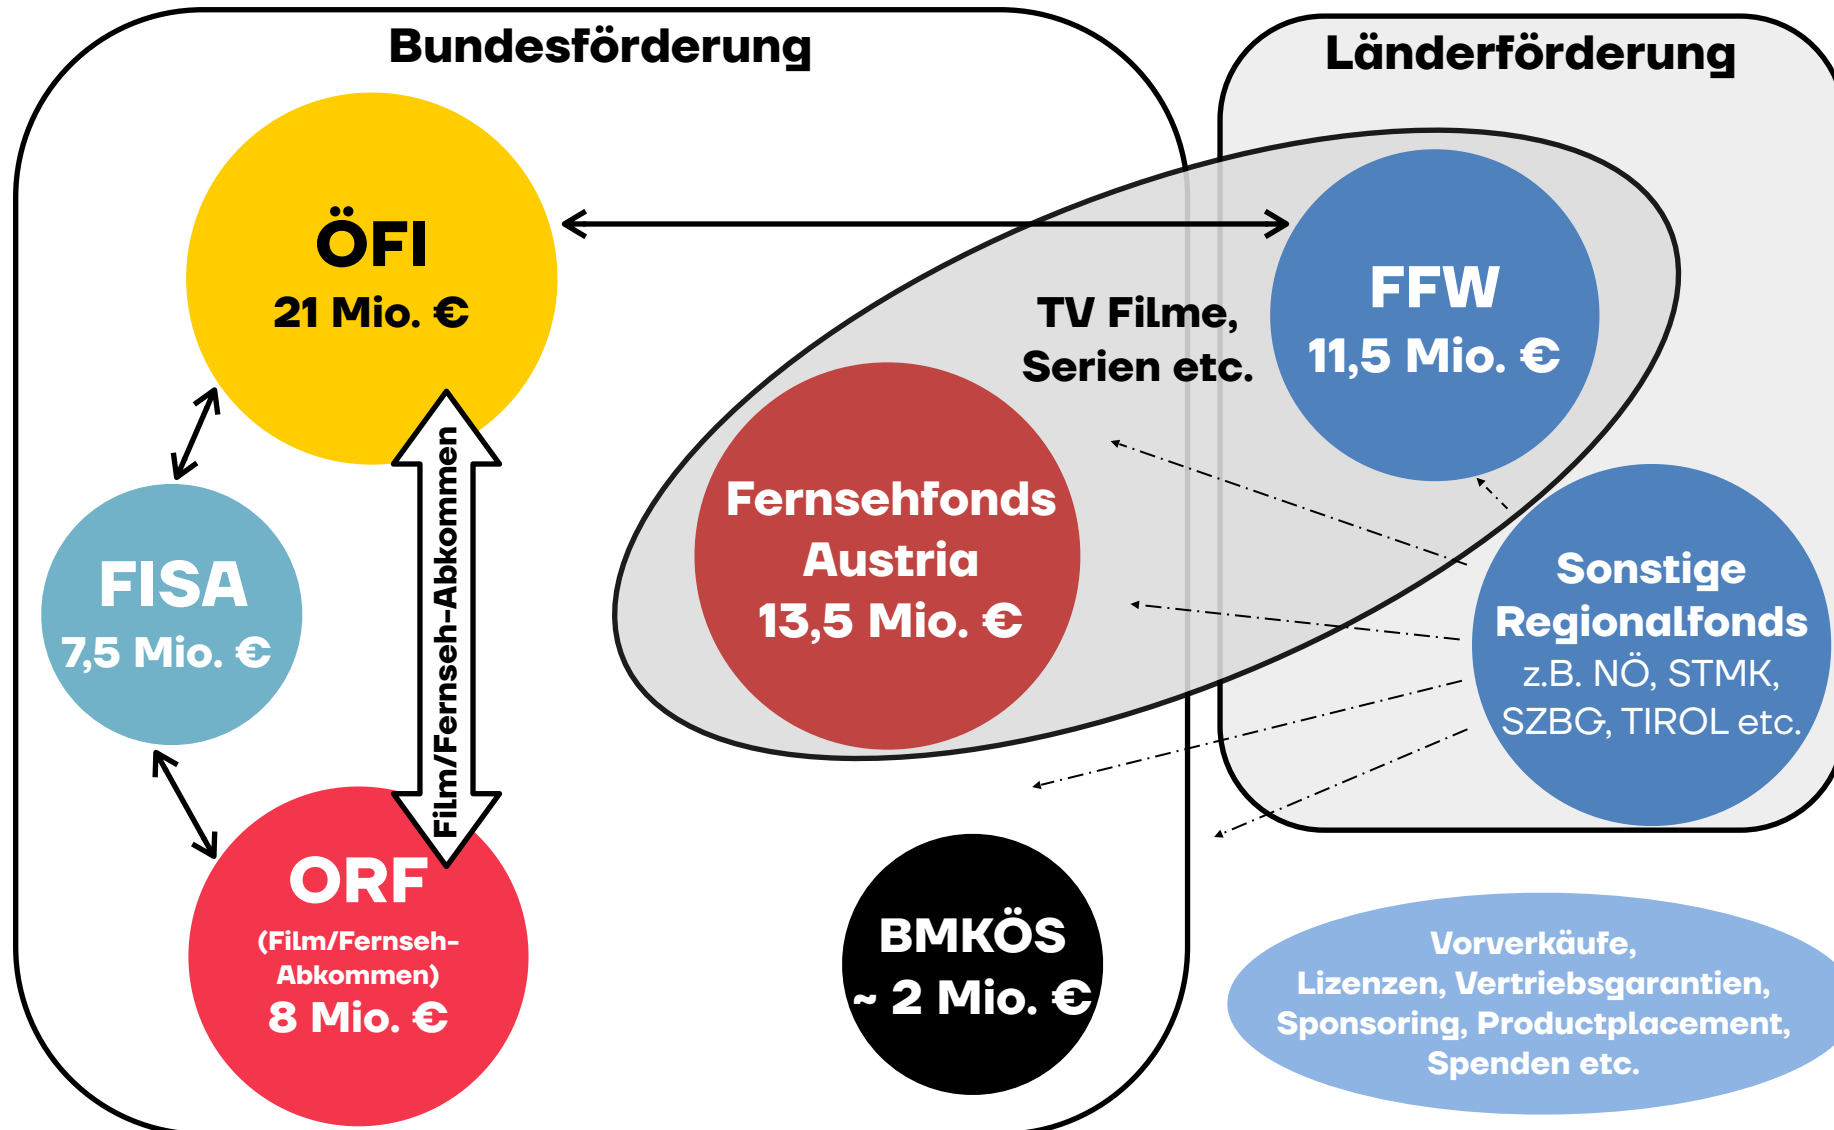 Bundesförderung
Länderförderung
ÖFI
21 Mio. €
FFW
11,5 Mio. €
TV Filme,
Serien etc.
Film/Fernseh-Abkommen
Fernsehfonds
Austria
13,5 Mio. €
FISA
7,5 Mio. €
Sonstige
Regionalfonds
z.B. NÖ, STMK,
SZBG, TIROL etc.
ORF
(Film/Fernseh-
Abkommen)
8 Mio. €
BMKÖS
~ 2 Mio. €
Vorverkäufe,
Lizenzen, Vertriebsgarantien,
Sponsoring, Productplacement,
Spenden etc.